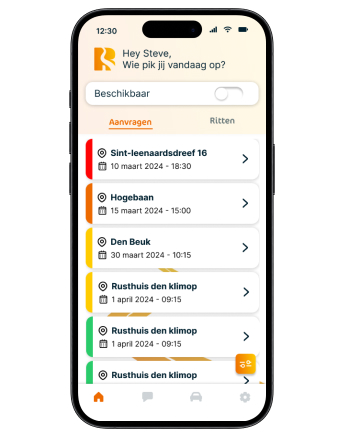 12:30
Hey Steve,
Wie pik jij vandaag op?
Beschikbaar
Aanvragen
Ritten
Sint-leenaardsdreef 16
10 maart 2024 - 18:30
Hogebaan
15 maart 2024 - 15:00
Den Beuk
30 maart 2024 - 10:15
Rusthuis den klimop
1 april 2024 - 09:15
Rusthuis den klimop
1 april 2024 - 09:15
Rusthuis den klimop